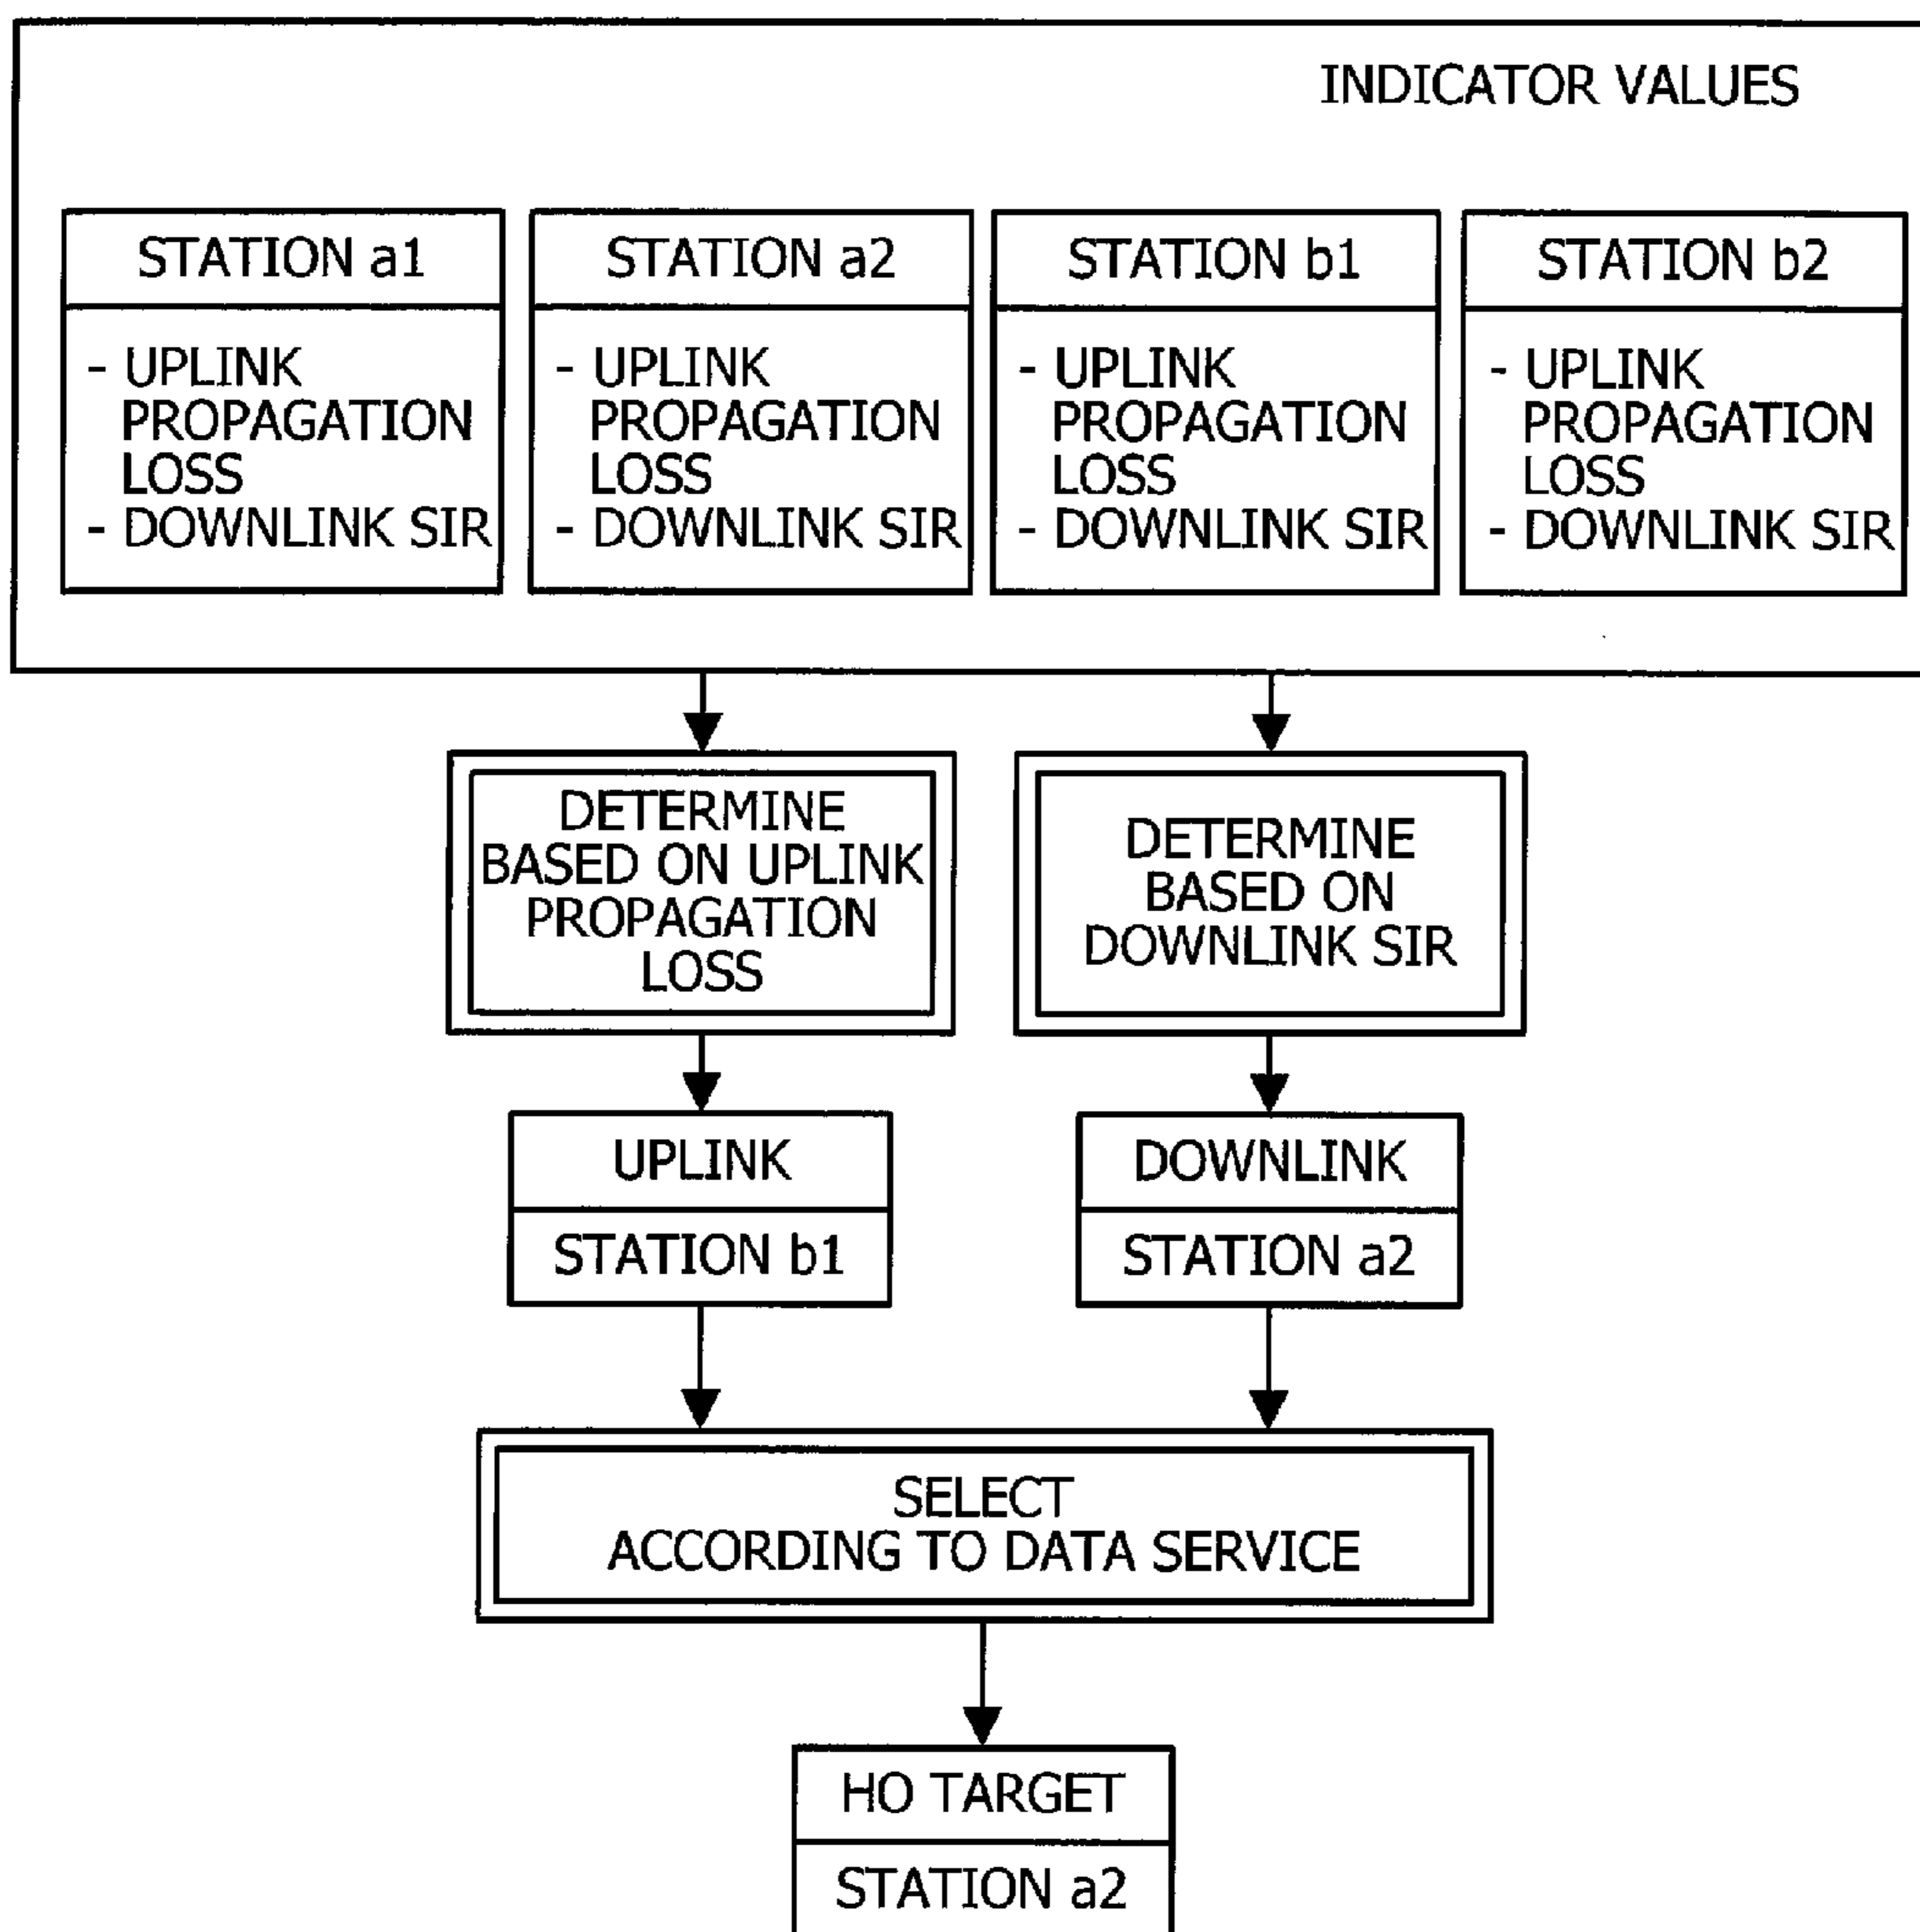 INDICATOR VALUES
STATION a1
- UPLINK
PROPAGATION
LOSS
- DOWNLINK SIR
STATION a2
- UPLINK
PROPAGATION
LOSS
- DOWNLINK SIR
STATION b1
- UPLINK
PROPAGATION
LOSS
- DOWNLINK SIR
STATION b2
- UPLINK
PROPAGATION
LOSS
- DOWNLINK SIR
DETERMINE
BASED ON UPLINK
PROPAGATION
LOSS
DETERMINE
BASED ON
DOWNLINK SIR
UPLINK
STATION b1
DOWNLINK
STATION a2
SELECT
ACCORDING TO DATA SERVICE
HO TARGET
STATION a2